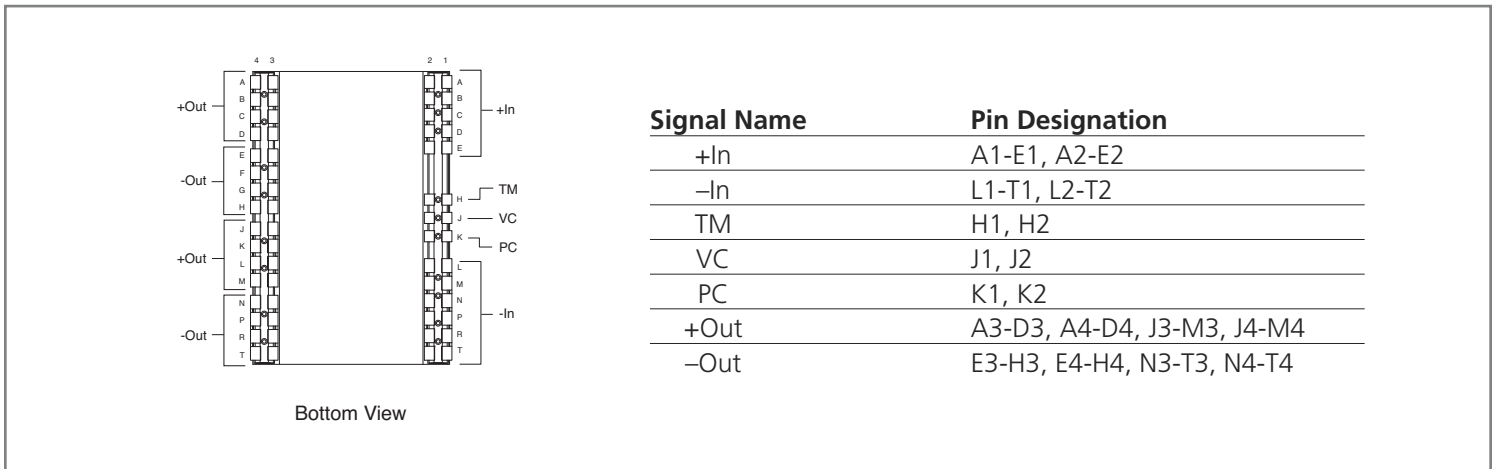 4 3 2 1
A A
B B
+Out +In
C C
D D
E E
F
-Out
G
TM
H H
J J VC
K K
PC
+Out
L L
M M
N N
P P -In
-Out
R R
T T
Bottom View
Signal Name Pin Designation
+In A1-E1, A2-E2
–In L1-T1, L2-T2
TM H1, H2
VC J1, J2
PC K1, K2
+Out A3-D3, A4-D4, J3-M3, J4-M4
–Out E3-H3, E4-H4, N3-T3, N4-T4